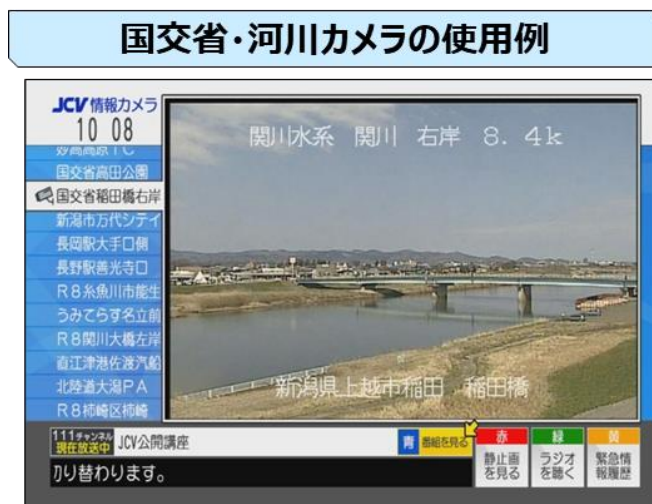 国交省・河川カメラの使用例
JCV 情報カメラ
10 08
妙高高原IC
国交省高田公園
国交省稲田橋右岸
新潟市万代シテイ
長岡駅大手口側
長野駅善光寺口
R8糸魚川市能生
うみてらす名立前
R8関川大橋左岸
直江津港佐渡汽船
北陸道大潟PA
R8柿崎区柿崎
関川水系 関川 右岸 8.4k
新潟県上越市稲田 稲田橋
111チャンネル
現在放送中
JCV公開講座
青 番組を見る
赤
静止画
を見る
緑
ラジオ
を聴く
黄
緊急情
報履歴
切り替わります。